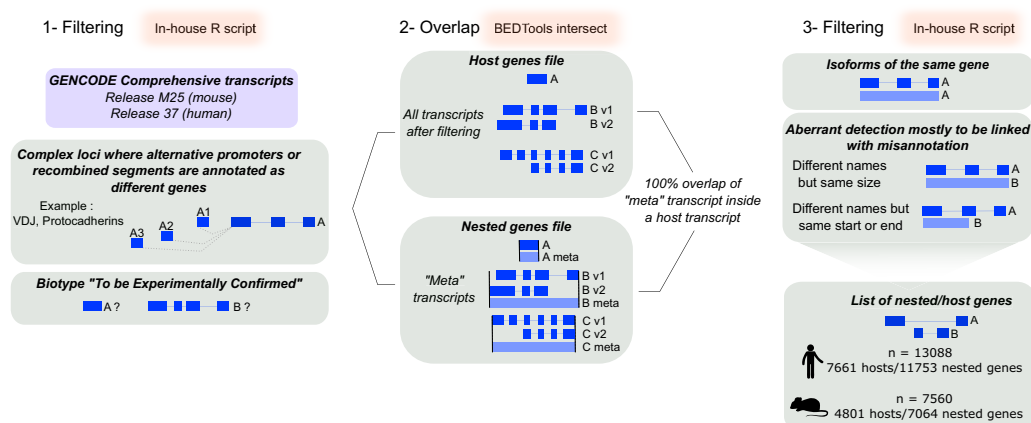 1- Filtering
In-house R script
GENCODE Comprehensive transcripts
Release M25 (mouse)
Release 37 (human)
Complex loci where alternative promoters or
recombined segments are annotated as
different genes
Example :
VDJ, Protocadherins
A1
A2
A3
A
Biotype "To be Experimentally Confirmed"
A ?
B ?
2- Overlap
BEDTools intersect
Host genes file
A
All transcripts
after filtering
B v1
B v2
C v1
C v2
Nested genes file
A
A meta
"Meta"
transcripts
B v1
B v2
B meta
C v1
C v2
C meta
100% overlap of
"meta" transcript inside
a host transcript
3- Filtering
In-house R script
Isoforms of the same gene
A
A
Aberrant detection mostly to be linked
with misannotation
Different names
but same size
A
B
Different names but
same start or end
A
B
List of nested/host genes
A
B
n = 13088
7661 hosts/11753 nested genes
n = 7560
4801 hosts/7064 nested genes